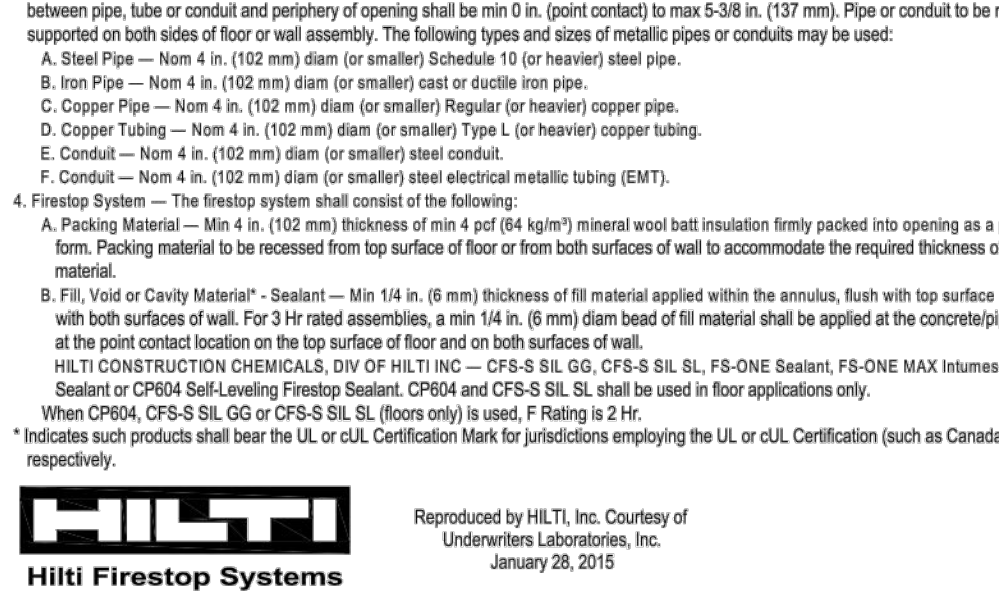 between pipe, tube or conduit and periphery of opening shall be min 0 in. (point contact) to max 5-3/8 in. (137 mm). Pipe or conduit to be
supported on both sides of floor or wall assembly. The following types and sizes of metallic pipes or conduits may be used:
A. Steel Pipe — Nom 4 in. (102 mm) diam (or smaller) Schedule 10 (or heavier) steel pipe.
B. Iron Pipe — Nom 4 in. (102 mm) diam (or smaller) cast or ductile iron pipe.
C. Copper Pipe — Nom 4 in. (102 mm) diam (or smaller) Regular (or heavier) copper pipe.
D. Copper Tubing — Nom 4 in. (102 mm) diam (or smaller) Type L (or heavier) copper tubing.
E. Conduit — Nom 4 in. (102 mm) diam (or smaller) steel conduit.
F. Conduit — Nom 4 in. (102 mm) diam (or smaller) steel electrical metallic tubing (EMT).
4. Firestop System — The firestop system shall consist of the following:
A. Packing Material — Min 4 in. (102 mm) thickness of min 4 pcf (64 kg/m³) mineral wool batt insulation firmly packed into opening as a
form. Packing material to be recessed from top surface of floor or from both surfaces of wall to accommodate the required thickness
material.
B. Fill, Void or Cavity Material* - Sealant — Min 1/4 in. (6 mm) thickness of fill material applied within the annulus, flush with top surface
with both surfaces of wall. For 3 Hr rated assemblies, a min 1/4 in. (6 mm) diam bead of fill material shall be applied at the concrete/pi
at the point contact location on the top surface of floor and on both surfaces of wall.
HILTI CONSTRUCTION CHEMICALS, DIV OF HILTI INC — CFS-S SIL GG, CFS-S SIL SL, FS-ONE Sealant, FS-ONE MAX Intumes
Sealant or CP604 Self-Leveling Firestop Sealant. CP604 and CFS-S SIL SL shall be used in floor applications only.
When CP604, CFS-S SIL GG or CFS-S SIL SL (floors only) is used, F Rating is 2 Hr.
* Indicates such products shall bear the UL or cUL Certification Mark for jurisdictions employing the UL or cUL Certification (such as Canada
respectively.
HILTI
Hilti Firestop Systems
Reproduced by HILTI, Inc. Courtesy of
Underwriters Laboratories, Inc.
January 28, 2015